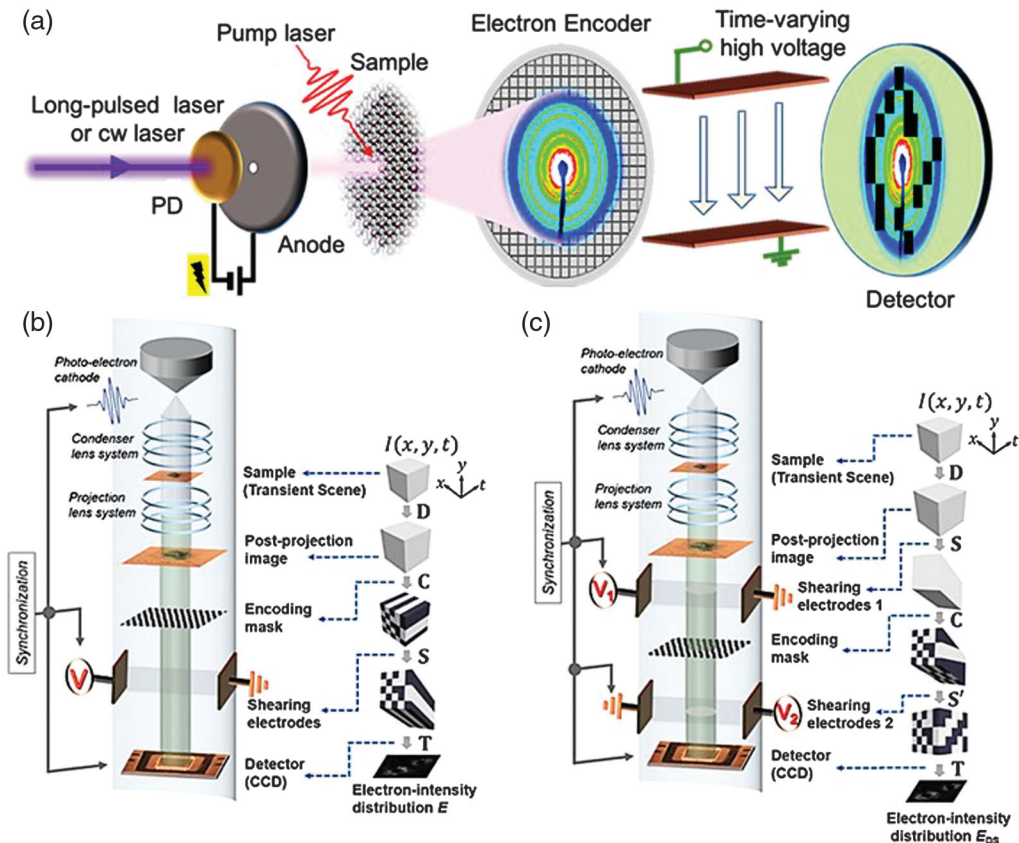 (a)
Pump laser
Sample
Electron Encoder
Time-varying
high voltage
Long-pulsed laser
or cw laser
PD
Anode
Detector
(b)
Photo-electron
cathode
Condenser
lens system
Sample
(Transient Scene)
Projection
lens system
Post-projection
image
Encoding
mask
Shearing
electrodes
Detector
(CCD)
Synchronization
V
I(x, y, t)
y
x
t
D
C
S
T
Electron-intensity
distribution E
(c)
Photo-electron
cathode
Condenser
lens system
Sample
(Transient Scene)
Projection
lens system
Post-projection
image
V1
Shearing
electrodes 1
Encoding
mask
V2
Shearing
electrodes 2
Detector
(CCD)
Synchronization
I(x, y, t)
y
x
t
D
S
C
S'
T
Electron-intensity
distribution EDS